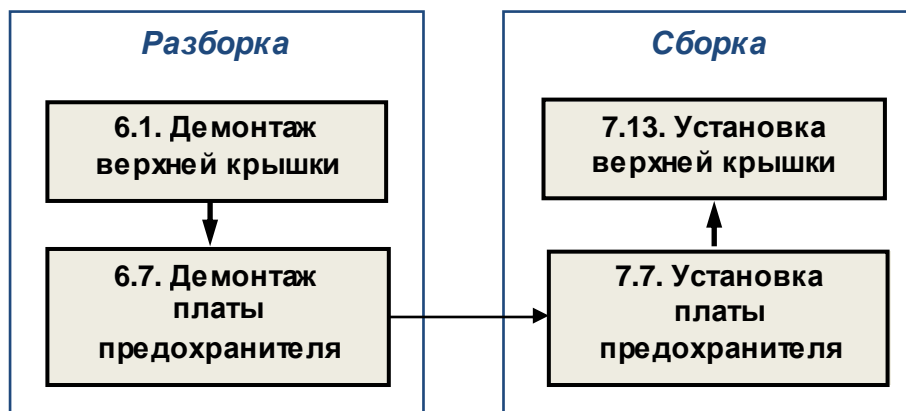 Разборка
6.1. Демонтаж
верхней крышки
6.7. Демонтаж
платы
предохранителя
Сборка
7.13. Установка
верхней крышки
7.7. Установка
платы
предохранителя